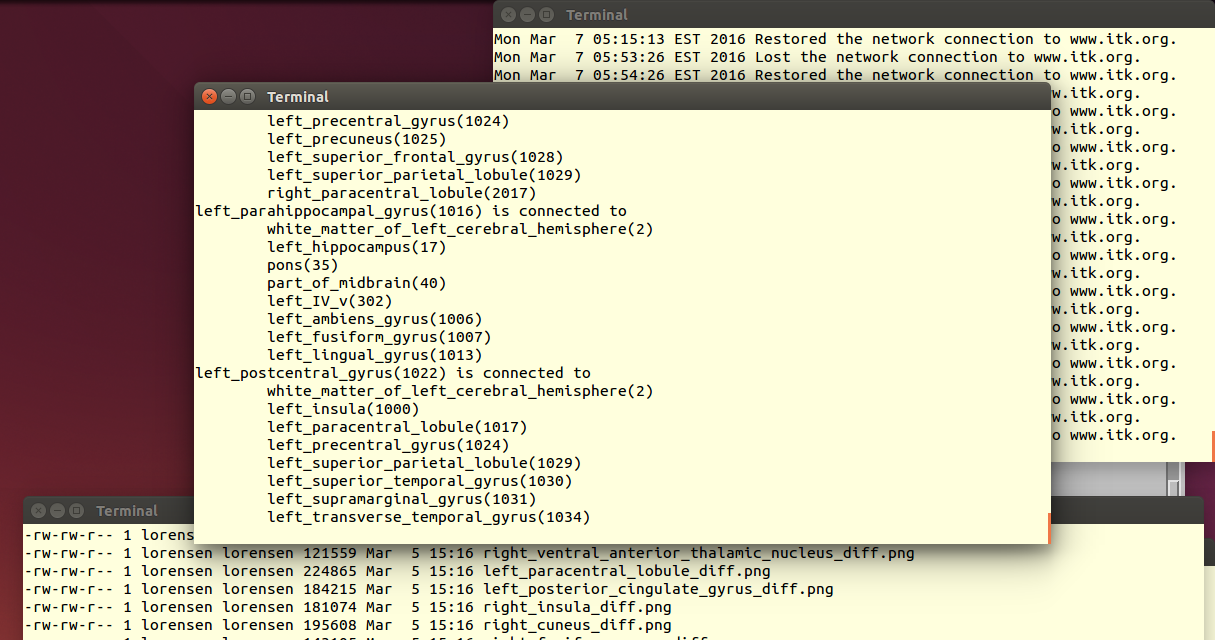 Terminal
Mon Mar  7 05:15:13 EST 2016 Restored the network connection to www.itk.org.
Mon Mar  7 05:53:26 EST 2016 Lost the network connection to www.itk.org.
Mon Mar  7 05:54:26 EST 2016 Restored the network connection to www.itk.org.
w.itk.org.
o www.itk.org.
w.itk.org.
o www.itk.org.
w.itk.org.
o www.itk.org.
w.itk.org.
o www.itk.org.
w.itk.org.
o www.itk.org.
w.itk.org.
o www.itk.org.
w.itk.org.
o www.itk.org.
w.itk.org.
o www.itk.org.
w.itk.org.
o www.itk.org.
w.itk.org.
o www.itk.org.
Terminal
left_precentral_gyrus(1024)
left_precuneus(1025)
left_superior_frontal_gyrus(1028)
left_superior_parietal_lobule(1029)
right_paracentral_lobule(2017)
left_parahippocampal_gyrus(1016) is connected to
white_matter_of_left_cerebral_hemisphere(2)
left_hippocampus(17)
pons(35)
part_of_midbrain(40)
left_IV_v(302)
left_ambiens_gyrus(1006)
left_fusiform_gyrus(1007)
left_lingual_gyrus(1013)
left_postcentral_gyrus(1022) is connected to
white_matter_of_left_cerebral_hemisphere(2)
left_insula(1000)
left_paracentral_lobule(1017)
left_precentral_gyrus(1024)
left_superior_parietal_lobule(1029)
left_superior_temporal_gyrus(1030)
left_supramarginal_gyrus(1031)
left_transverse_temporal_gyrus(1034)
Terminal
-rw-rw-r-- 1 lorens
-rw-rw-r-- 1 lorensen lorensen 121559 Mar  5 15:16 right_ventral_anterior_thalamic_nucleus_diff.png
-rw-rw-r-- 1 lorensen lorensen 224865 Mar  5 15:16 left_paracentral_lobule_diff.png
-rw-rw-r-- 1 lorensen lorensen 184215 Mar  5 15:16 left_posterior_cingulate_gyrus_diff.png
-rw-rw-r-- 1 lorensen lorensen 181074 Mar  5 15:16 right_insula_diff.png
-rw-rw-r-- 1 lorensen lorensen 195608 Mar  5 15:16 right_cuneus_diff.png